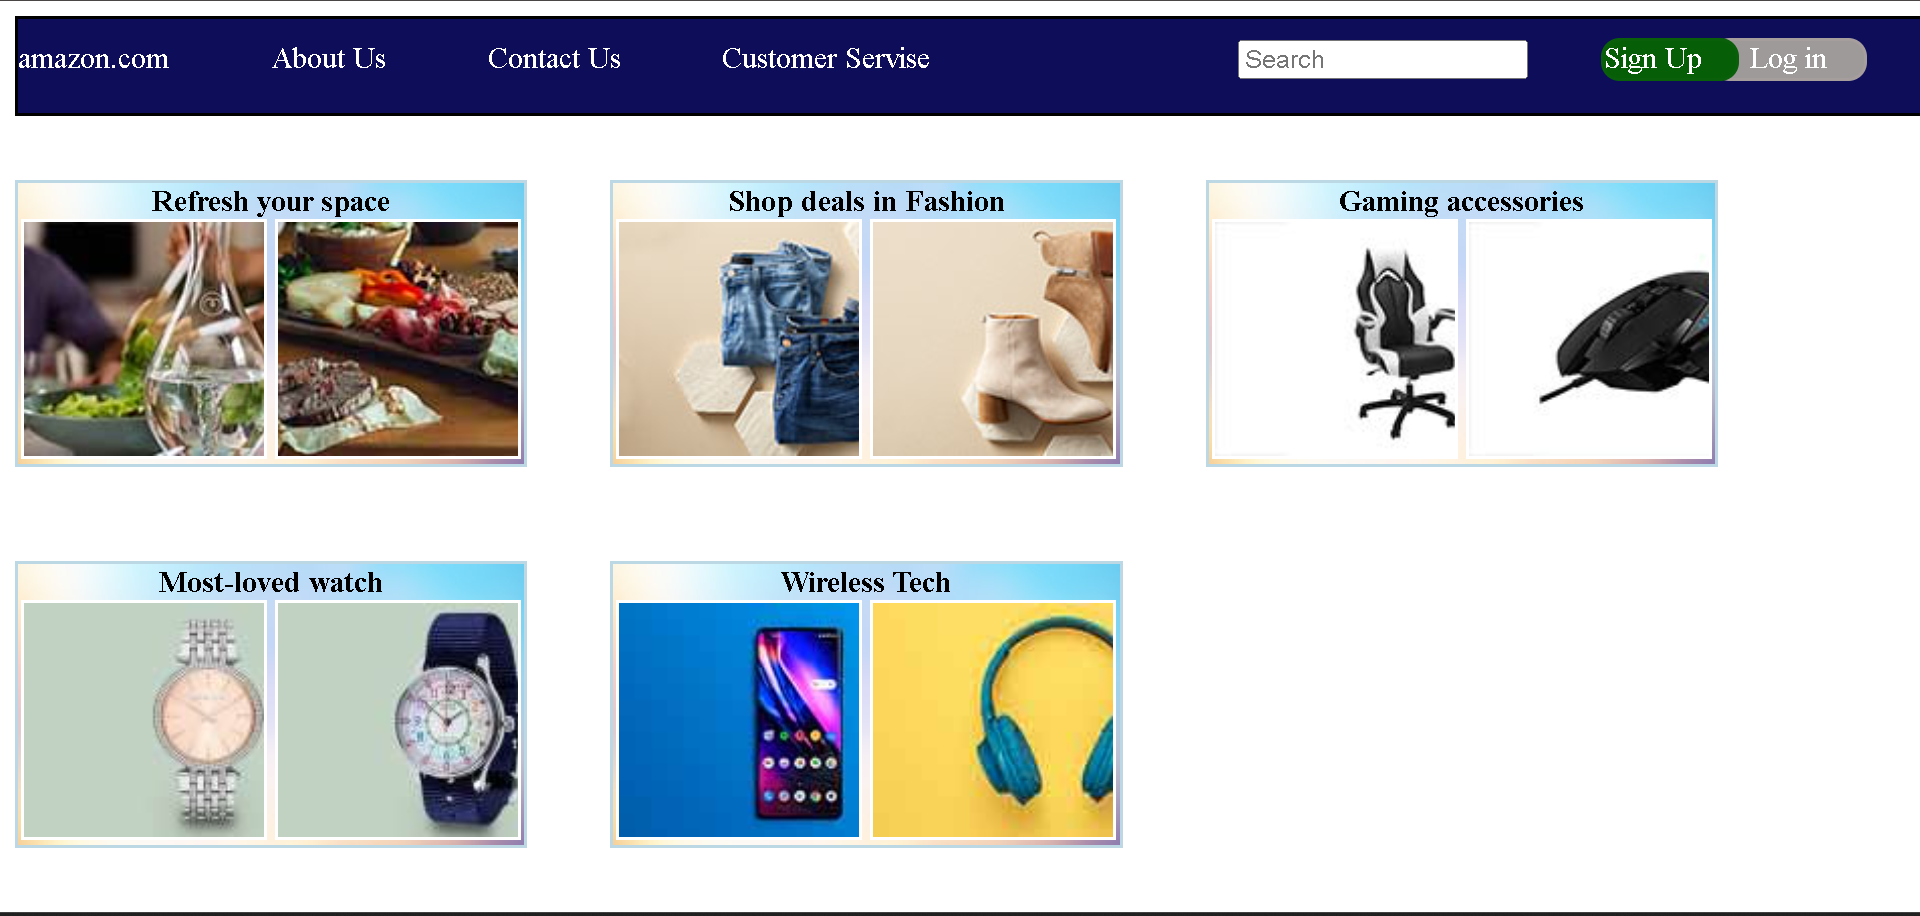 amazon.com About Us Contact Us Customer Servise Search Sign Up Log in
Refresh your space Shop deals in Fashion Gaming accessories
Most-loved watch Wireless Tech